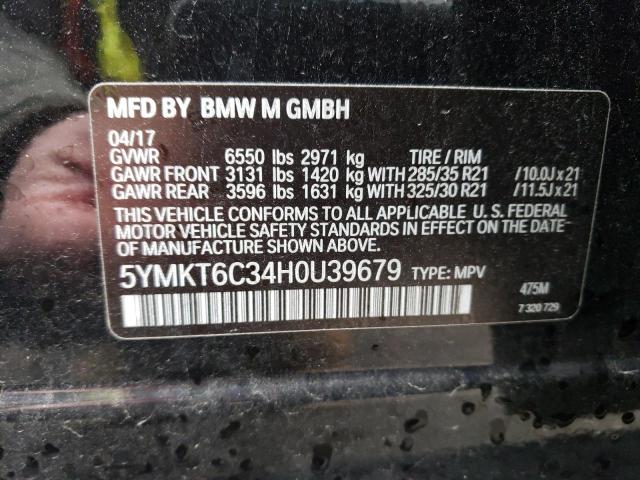 MFD BY BMW M GMBH
04/17
GVWR 6550 lbs 2971 kg TIRE / RIM
GAWR FRONT 3131 lbs 1420 kg WITH 285/35 R21 /10.0J x 21
GAWR REAR 3596 lbs 1631 kg WITH 325/30 R21 /11.5J x 21
THIS VEHICLE CONFORMS TO ALL APPLICABLE U. S. FEDERAL
MOTOR VEHICLE SAFETY STANDARDS IN EFFECT ON THE DATE
OF MANUFACTURE SHOWN ABOVE.
5YMKT6C34H0U39679 TYPE: MPV
475M
7 320 729